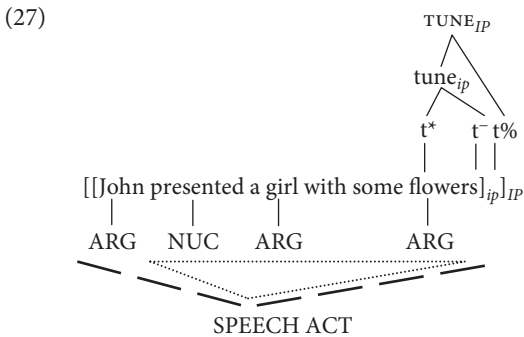 (27)
TUNE_IP
tune_ip
t* t⁻ t%
[[John presented a girl with some flowers]_ip]_IP
ARG NUC ARG ARG
SPEECH ACT